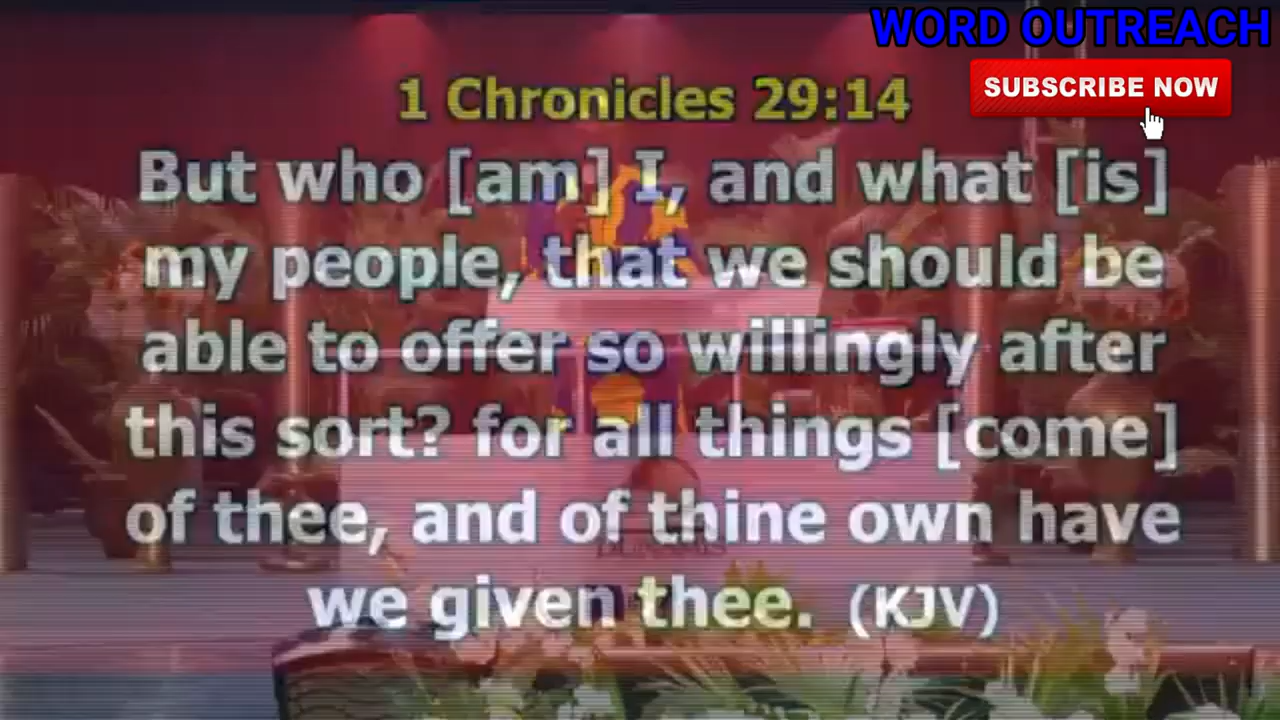 WORD OUTREACH
SUBSCRIBE NOW
1 Chronicles 29:14
But who [am] I, and what [is]
my people, that we should be
able to offer so willingly after
this sort? for all things [come]
of thee, and of thine own have
we given thee. (KJV)